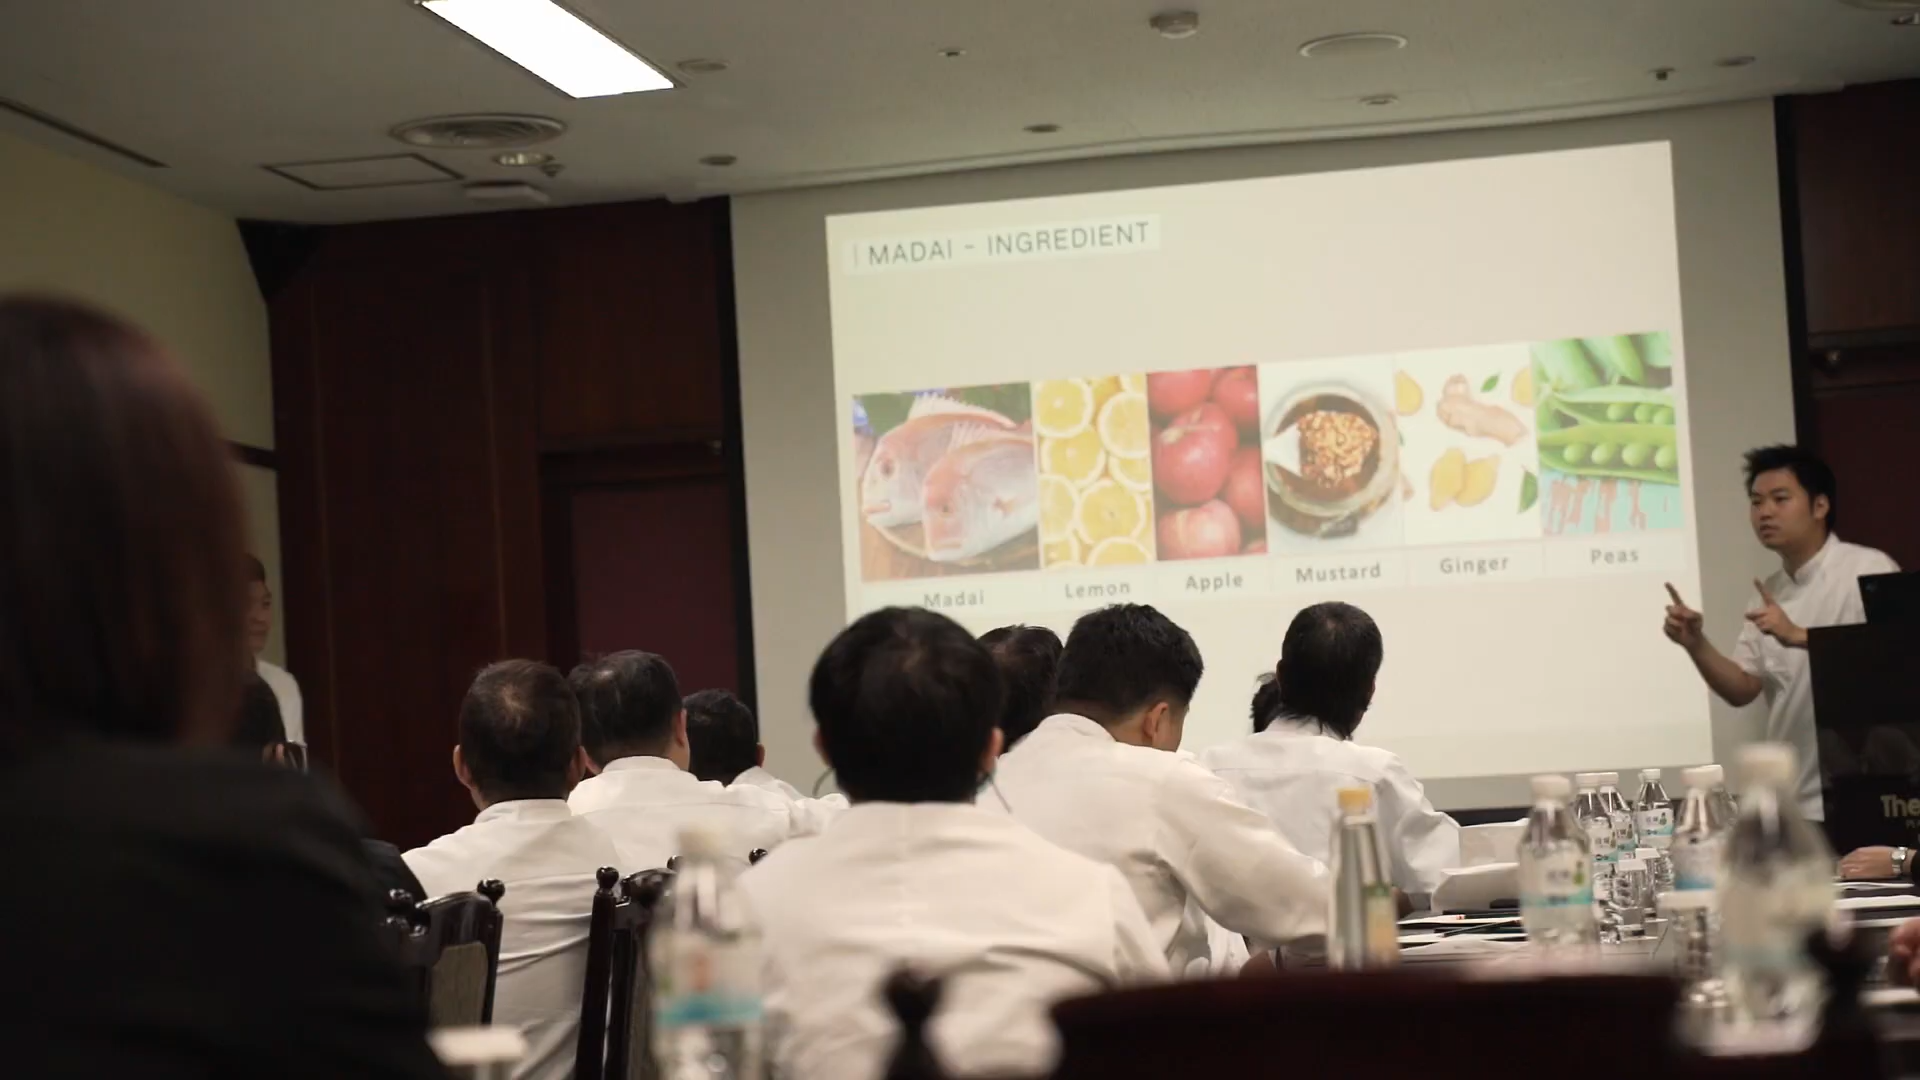 | MADAI - INGREDIENT
Madai
Lemon
Apple
Mustard
Ginger
Peas
The